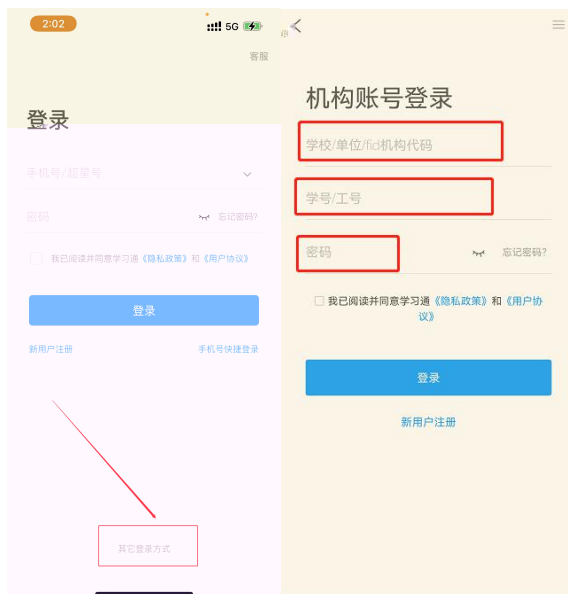 2:02
5G
客服
登录
手机号/超星号
密码
忘记密码?
我已阅读并同意学习通《隐私政策》和《用户协议》
登录
新用户注册
手机号快捷登录
其它登录方式
机构账号登录
学校/单位/fid机构代码
学号/工号
密码
忘记密码?
我已阅读并同意学习通《隐私政策》和《用户协
议》
登录
新用户注册